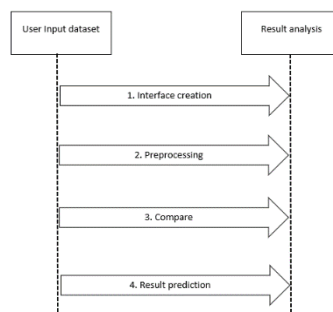 User Input dataset
Result analysis
1. Interface creation
2. Preprocessing
3. Compare
4. Result prediction